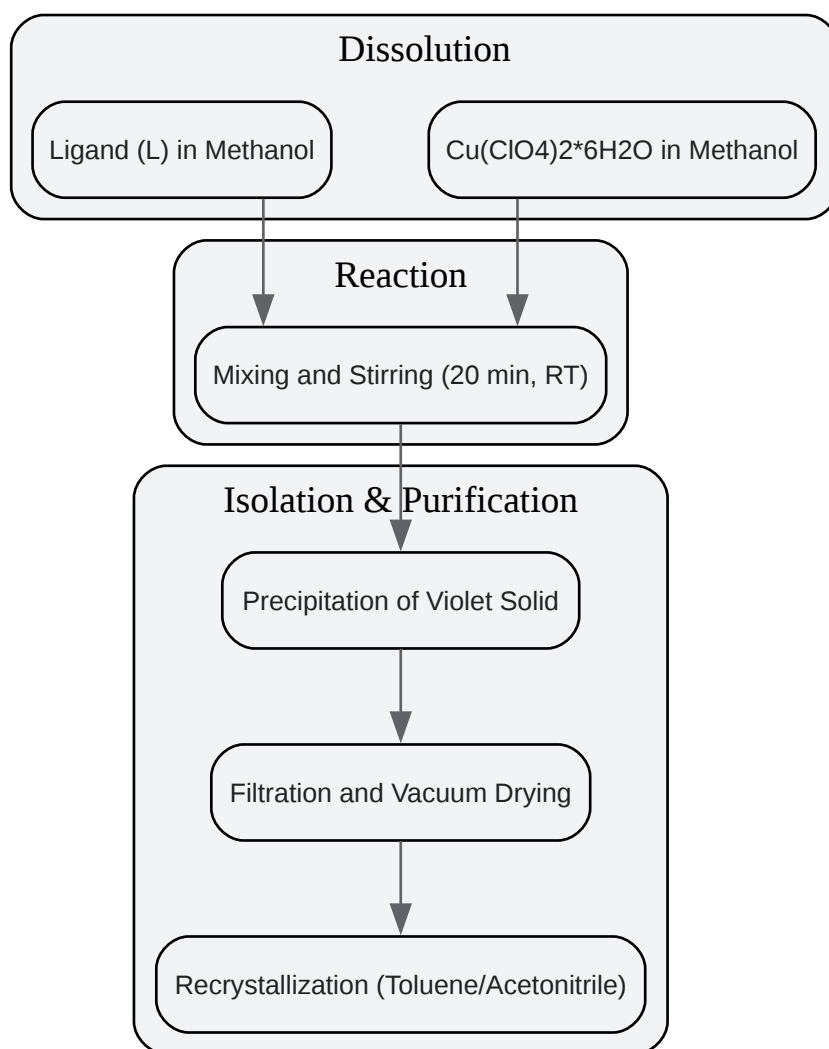 Dissolution
Ligand (L) in Methanol
Cu(ClO4)2*6H2O in Methanol
Reaction
Mixing and Stirring (20 min, RT)
Isolation & Purification
Precipitation of Violet Solid
Filtration and Vacuum Drying
Recrystallization (Toluene/Acetonitrile)